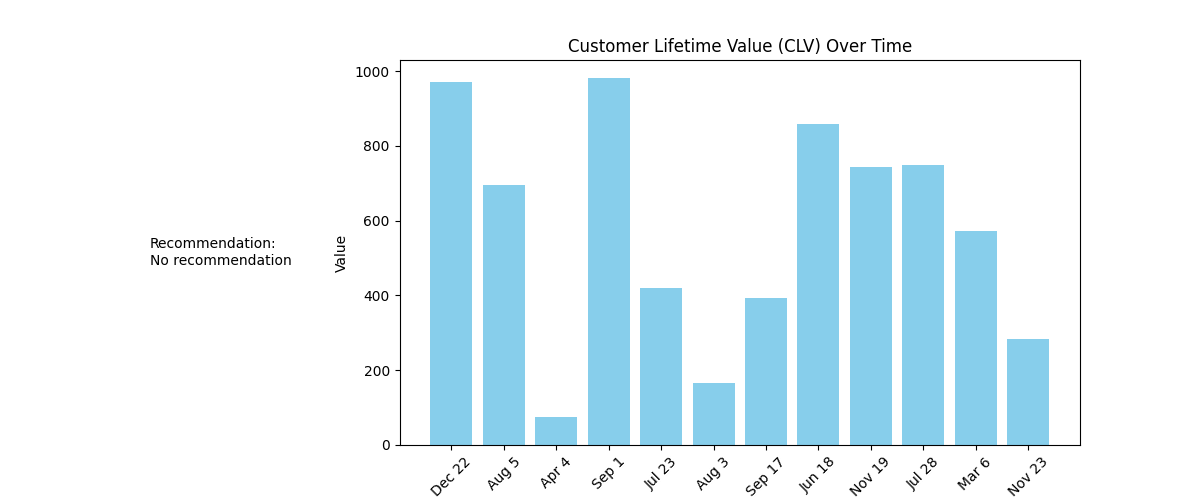 Customer Lifetime Value (CLV) Over Time
Recommendation:
No recommendation
Value
1000
800
600
400
200
0
Dec 22
Aug 5
Apr 4
Sep 1
Jul 23
Aug 3
Sep 17
Jun 18
Nov 19
Jul 28
Mar 6
Nov 23